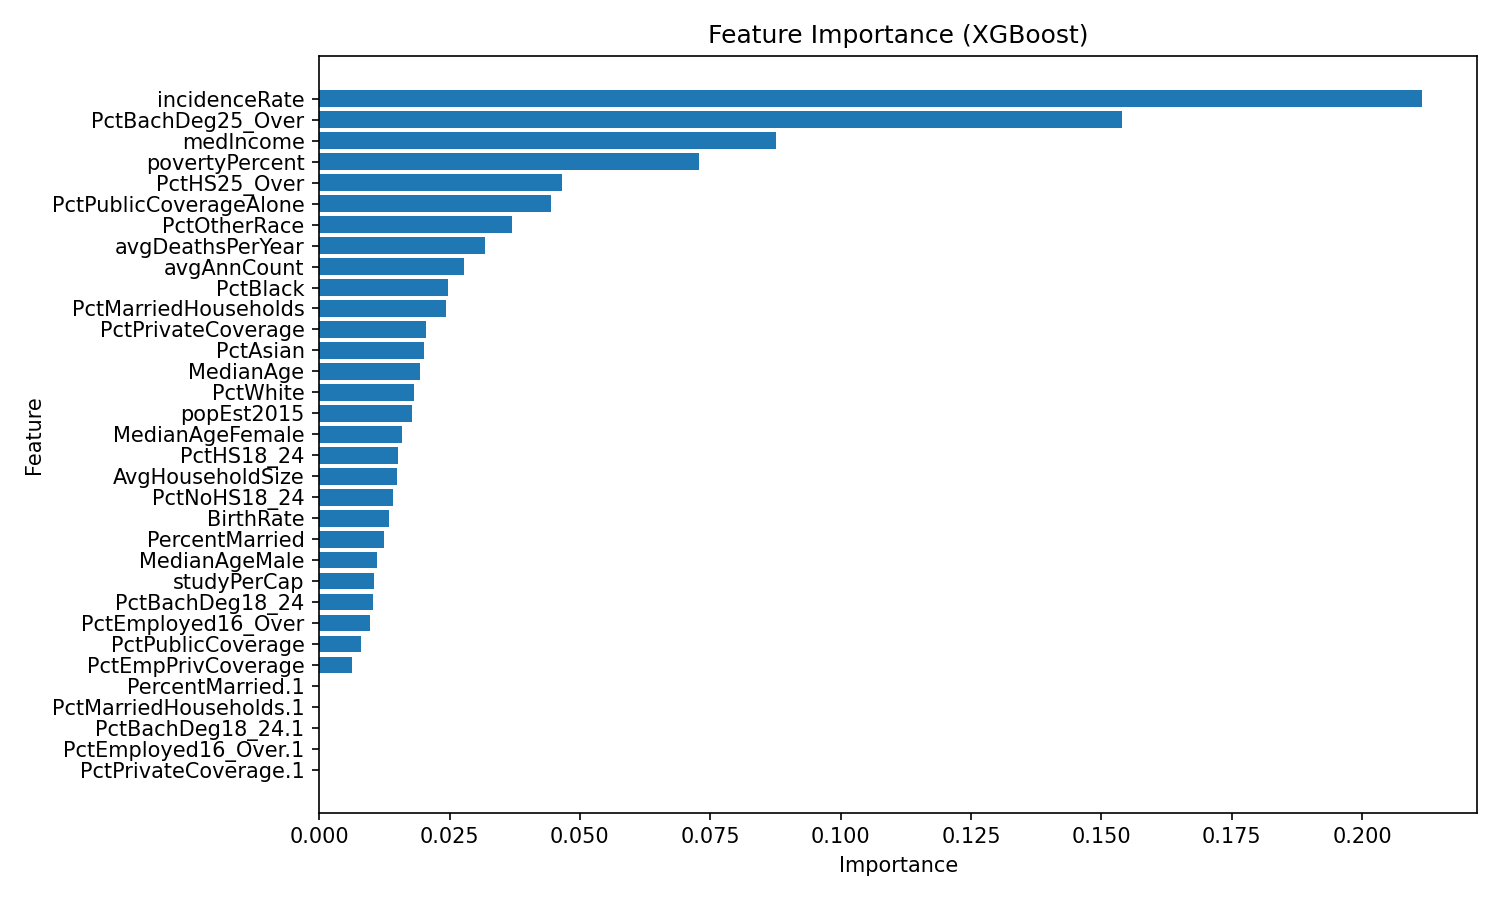 Feature Importance (XGBoost)
incidenceRate
PctBachDeg25_Over
medIncome
povertyPercent
PctHS25_Over
PctPublicCoverageAlone
PctOtherRace
avgDeathsPerYear
avgAnnCount
PctBlack
PctMarriedHouseholds
PctPrivateCoverage
PctAsian
MedianAge
PctWhite
popEst2015
MedianAgeFemale
PctHS18_24
AvgHouseholdSize
PctNoHS18_24
BirthRate
PercentMarried
MedianAgeMale
studyPerCap
PctBachDeg18_24
PctEmployed16_Over
PctPublicCoverage
PctEmpPrivCoverage
PercentMarried.1
PctMarriedHouseholds.1
PctBachDeg18_24.1
PctEmployed16_Over.1
PctPrivateCoverage.1
Feature
0.000 0.025 0.050 0.075 0.100 0.125 0.150 0.175 0.200
Importance